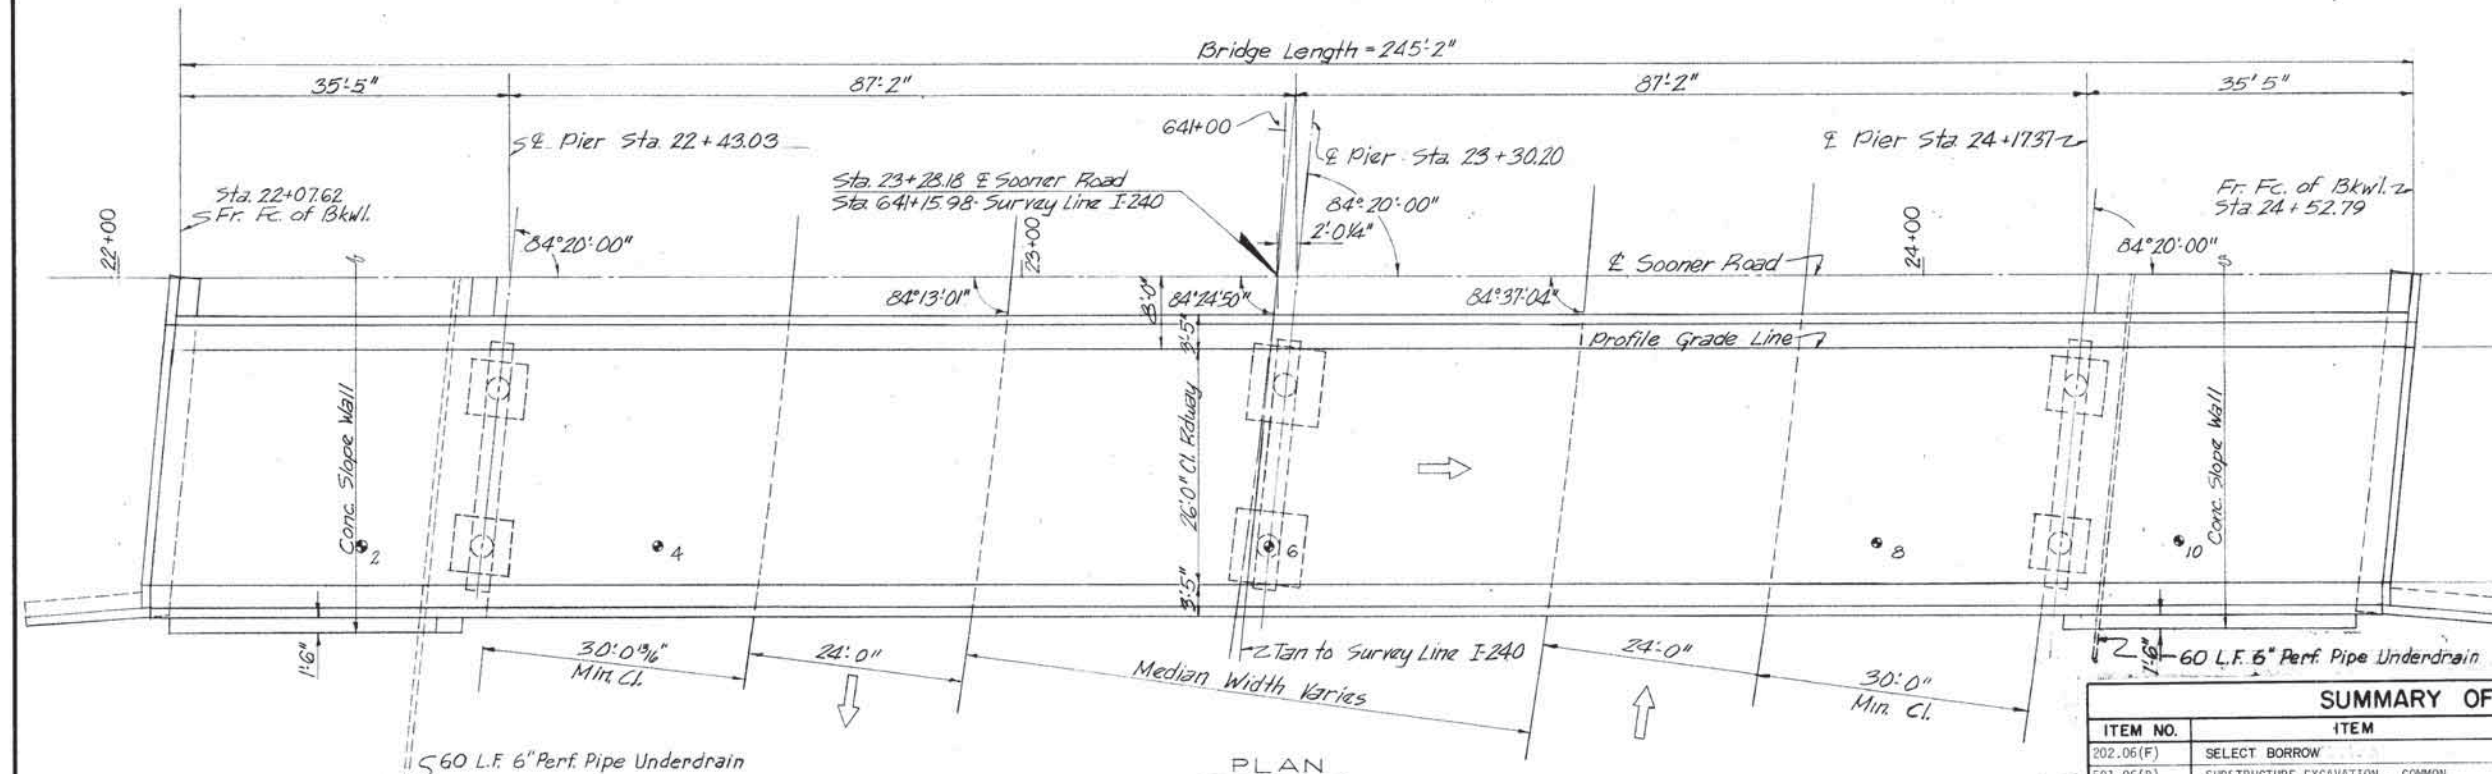 Bridge Length = 245'-2"
35'-5"
87'-2"
87'-2"
35'5"
641+00
℄ Pier Sta. 22+43.03
℄ Pier Sta. 23+30.20
℄ Pier Sta. 24+17.37
Sta. 22+07.62
Fr. Fc. of Bkwl.
Sta. 23+28.18 ℄ Sooner Road
Sta. 641+15.98 Survey Line I-240
Fr. Fc. of Bkwl.
Sta. 24+52.79
22+00
84°20'-00"
23+00
84°20'-00"
2'-0¼"
24+00
84°20'-00"
℄ Sooner Road
84°13'-01"
8'-0"
84°24'50"
84°37'-04"
3'-5"
Profile Grade Line
Conc. Slope Wall
26'-0" Cl. Rdway
Conc. Slope Wall
2
4
6
8
10
3'-5"
1'-6"
30'-0 13/16"
Min. Cl.
24'-0"
Median Width Varies
Tan to Survey Line I-240
24'-0"
30'-0"
Min. Cl.
1'-6"
60 L.F. 6" Perf. Pipe Underdrain
60 L.F. 6" Perf. Pipe Underdrain
PLAN
SUMMARY OF
ITEM NO. ITEM
202.06(F) SELECT BORROW